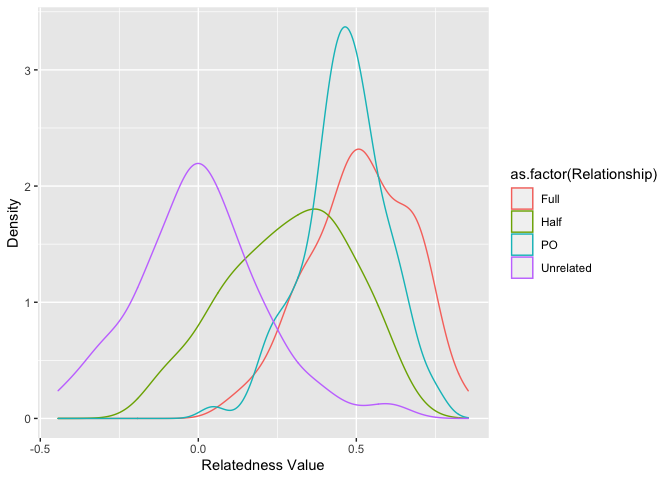 3
2
1
0
Density
-0.5 0.0 0.5
Relatedness Value
as.factor(Relationship)
Full
Half
PO
Unrelated